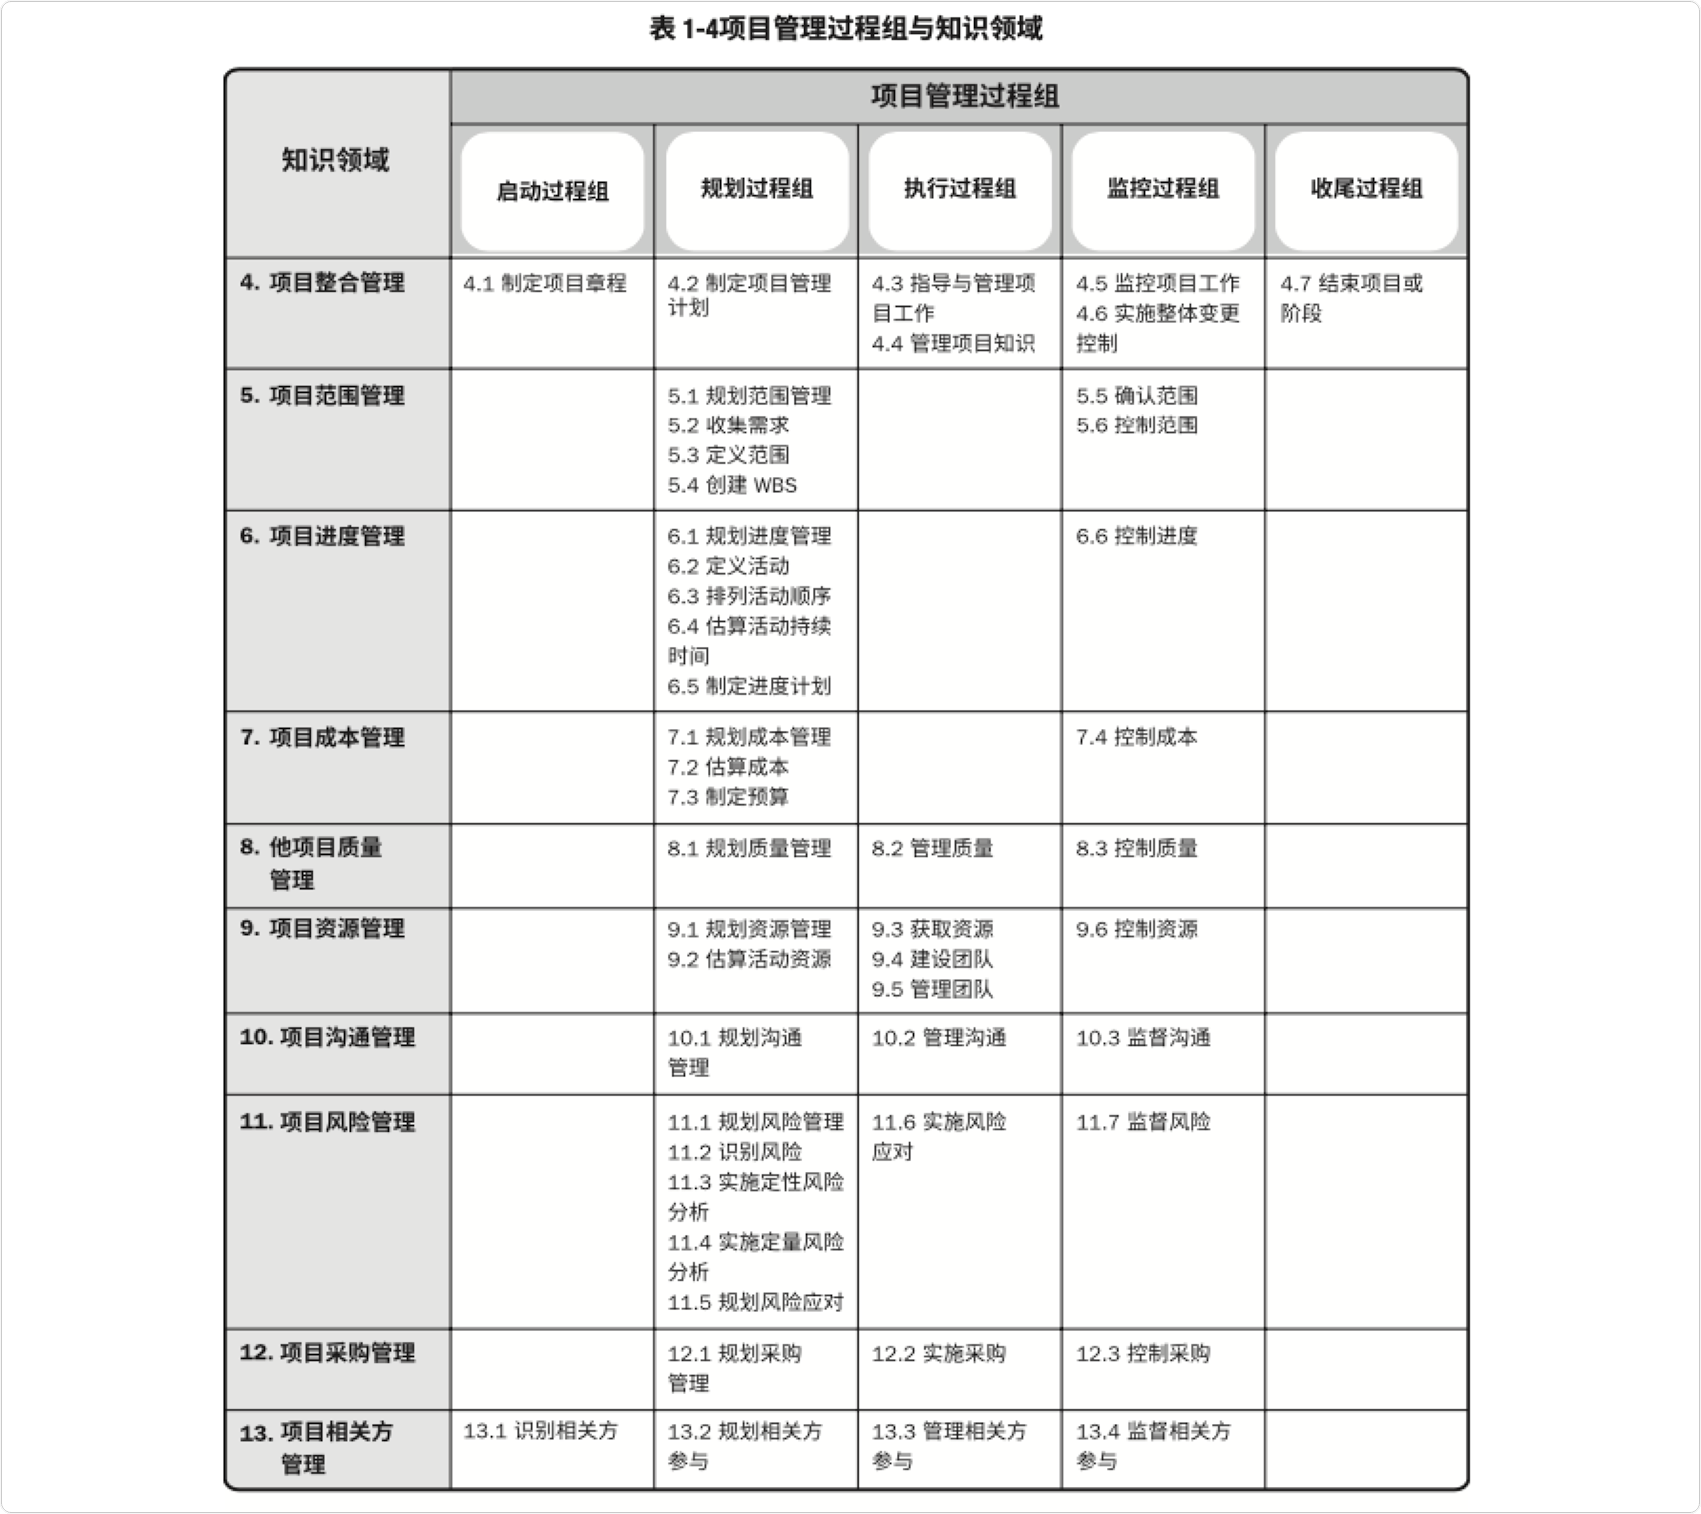 表 1-4项目管理过程组与知识领域
知识领域
项目管理过程组
启动过程组
规划过程组
执行过程组
监控过程组
收尾过程组
4. 项目整合管理
4.1 制定项目章程
4.2 制定项目管理
计划
4.3 指导与管理项
目工作
4.4 管理项目知识
4.5 监控项目工作
4.6 实施整体变更
控制
4.7 结束项目或
阶段
5. 项目范围管理
5.1 规划范围管理
5.2 收集需求
5.3 定义范围
5.4 创建 WBS
5.5 确认范围
5.6 控制范围
6. 项目进度管理
6.1 规划进度管理
6.2 定义活动
6.3 排列活动顺序
6.4 估算活动持续
时间
6.5 制定进度计划
6.6 控制进度
7. 项目成本管理
7.1 规划成本管理
7.2 估算成本
7.3 制定预算
7.4 控制成本
8. 他项目质量
管理
8.1 规划质量管理
8.2 管理质量
8.3 控制质量
9. 项目资源管理
9.1 规划资源管理
9.2 估算活动资源
9.3 获取资源
9.4 建设团队
9.5 管理团队
9.6 控制资源
10. 项目沟通管理
10.1 规划沟通
管理
10.2 管理沟通
10.3 监督沟通
11. 项目风险管理
11.1 规划风险管理
11.2 识别风险
11.3 实施定性风险
分析
11.4 实施定量风险
分析
11.5 规划风险应对
11.6 实施风险
应对
11.7 监督风险
12. 项目采购管理
12.1 规划采购
管理
12.2 实施采购
12.3 控制采购
13. 项目相关方
管理
13.1 识别相关方
13.2 规划相关方
参与
13.3 管理相关方
参与
13.4 监督相关方
参与